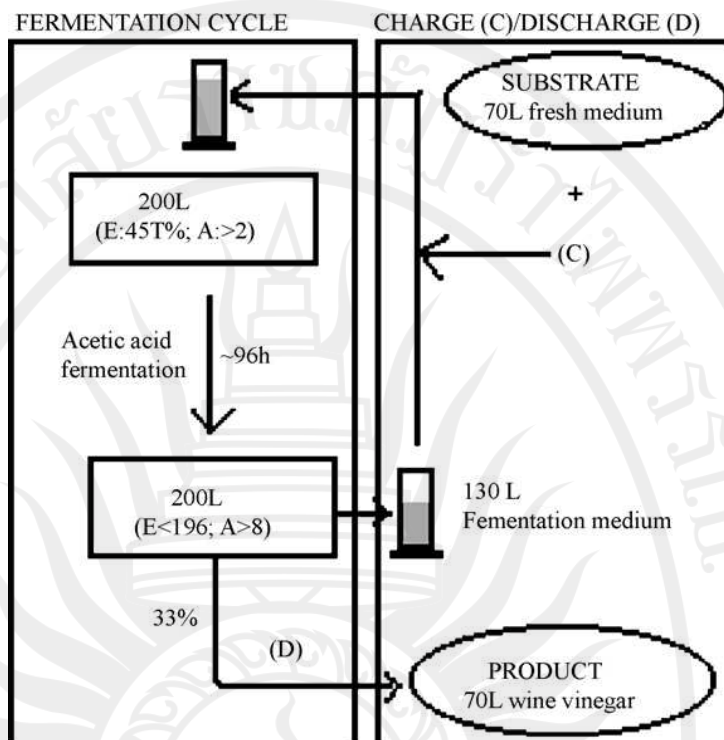 FERMENTATION CYCLE
CHARGE (C)/DISCHARGE (D)
SUBSTRATE
70L fresh medium
200L
(E:45T%; A:>2)
+
(C)
Acetic acid
fermentation
~96h
200L
(E<196; A>8)
130 L
Fementation medium
33%
(D)
PRODUCT
70L wine vinegar